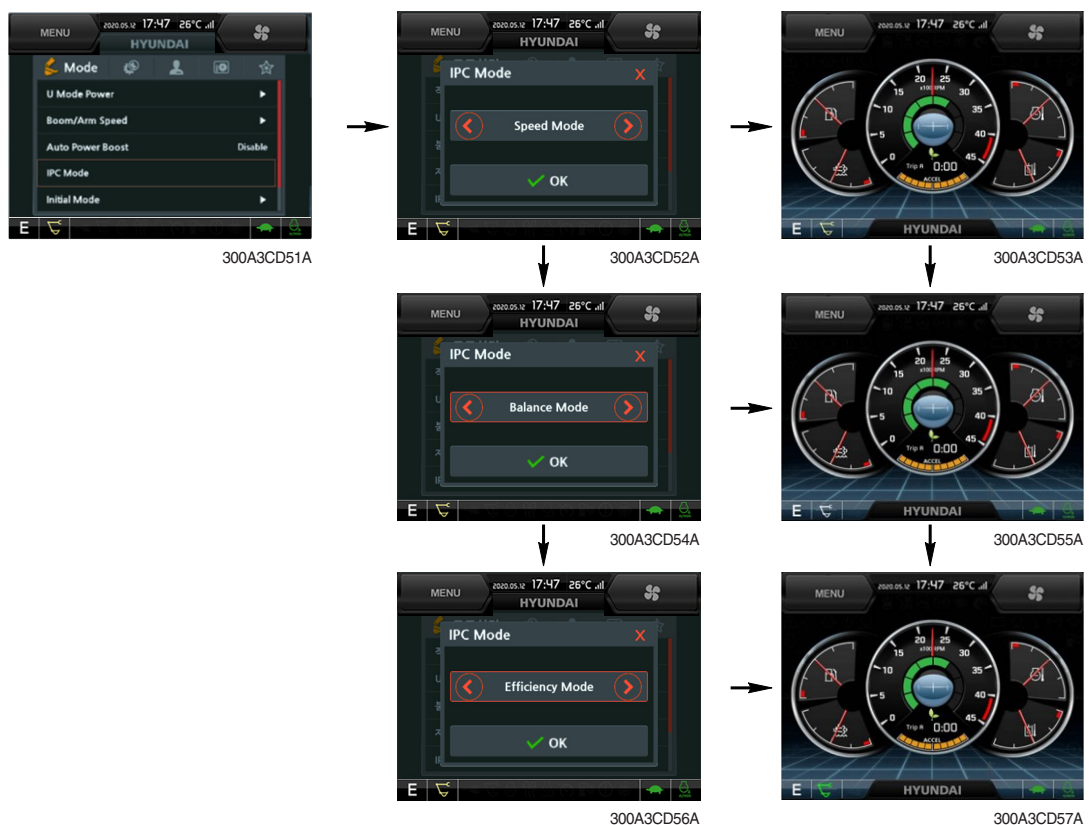 MENU 2020.05.12 17:47 26°C
HYUNDAI
Mode
U Mode Power
Boom/Arm Speed
Auto Power Boost Disable
IPC Mode
Initial Mode
E
300A3CD51A
MENU 2020.05.12 17:47 26°C
HYUNDAI
IPC Mode X
Speed Mode
OK
E
300A3CD52A
MENU 2020.05.12 17:47 26°C
20 25
15 x100 RPM 30
10 35
5 40
0 45
Trip A 0:00
ACCEL
E HYUNDAI
300A3CD53A
MENU 2020.05.12 17:47 26°C
HYUNDAI
IPC Mode X
Balance Mode
OK
E
300A3CD54A
MENU 2020.05.12 17:47 26°C
20 25
15 x100 RPM 30
10 35
5 40
0 45
Trip A 0:00
ACCEL
E HYUNDAI
300A3CD55A
MENU 2020.05.12 17:47 26°C
HYUNDAI
IPC Mode X
Efficiency Mode
OK
E
300A3CD56A
MENU 2020.05.12 17:47 26°C
20 25
15 x100 RPM 30
10 35
5 40
0 45
Trip A 0:00
ACCEL
E HYUNDAI
300A3CD57A